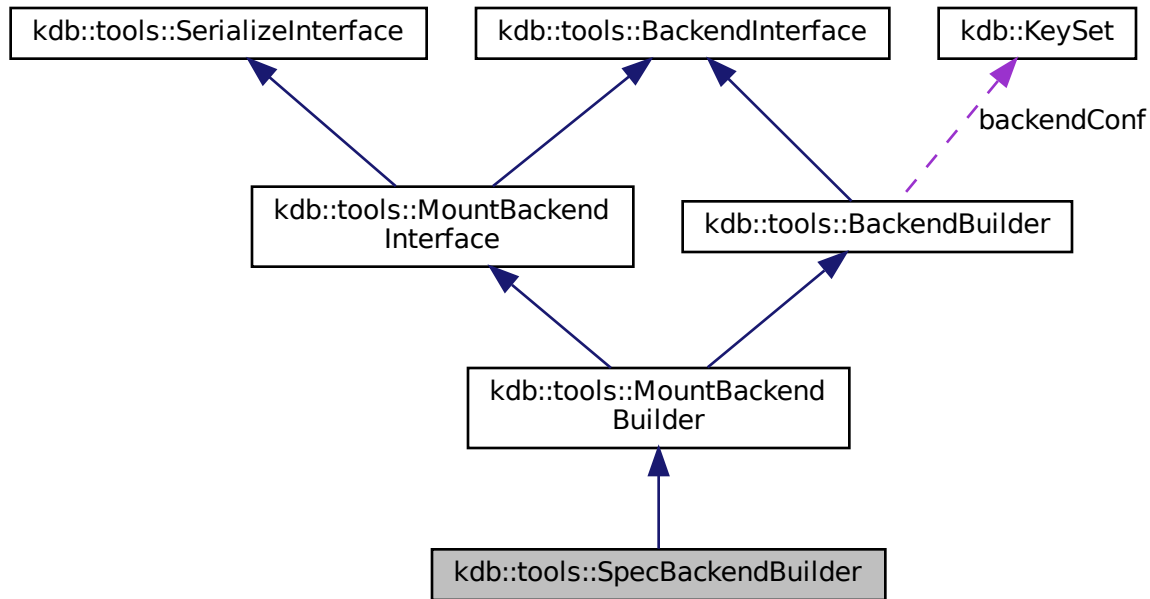 kdb::tools::SerializeInterface
kdb::tools::BackendInterface
kdb::KeySet
backendConf
kdb::tools::MountBackend
Interface
kdb::tools::BackendBuilder
kdb::tools::MountBackend
Builder
kdb::tools::SpecBackendBuilder